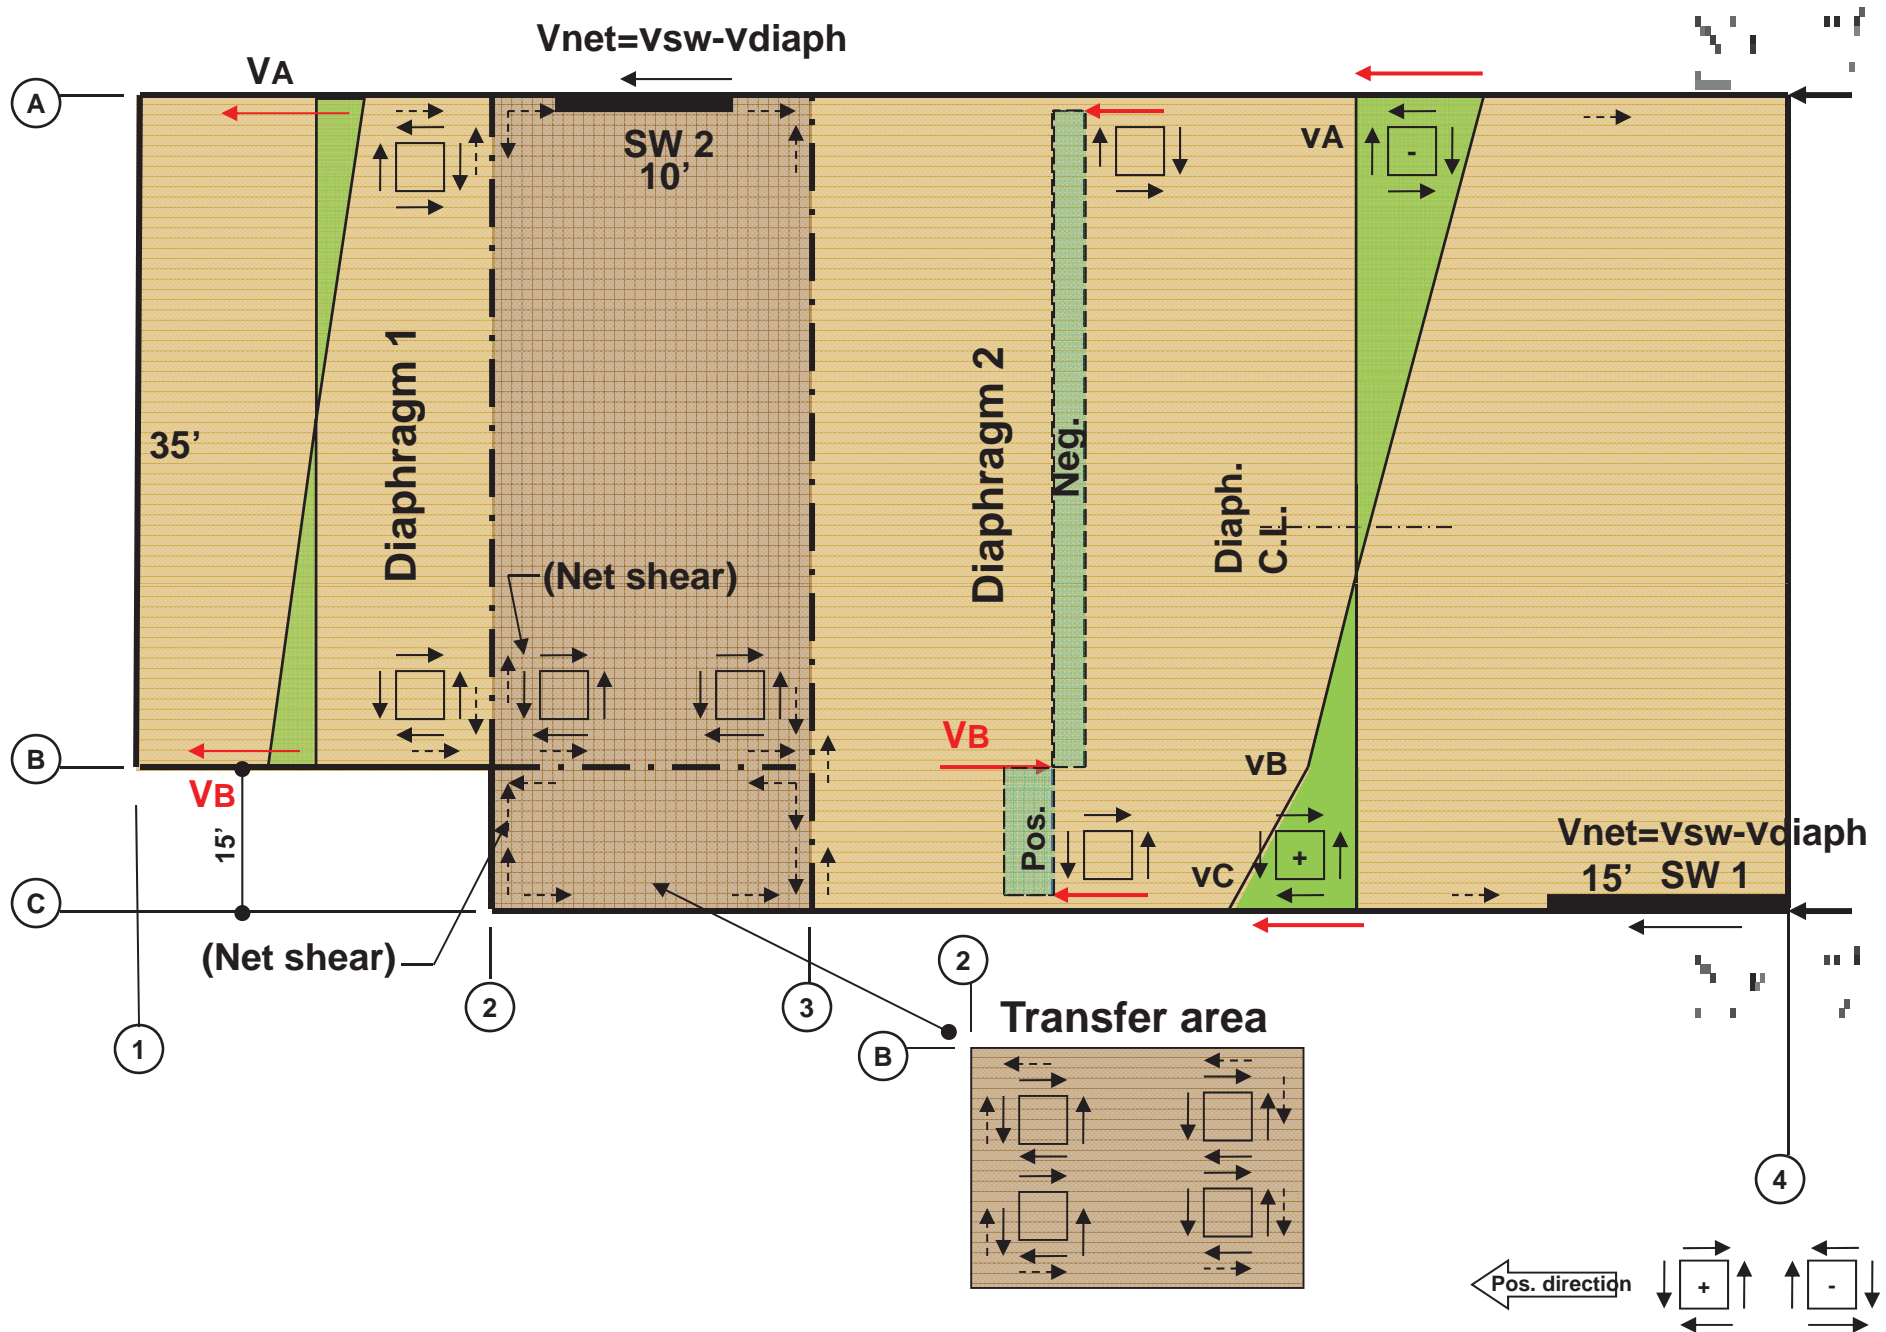 Vnet=vsw-vdiaph
VA
A
SW 2
10’
vA
-
Diaphragm 1
35’
Diaphragm 2
Neg.
Diaph.
C.L.
(Net shear)
VB
B
vB
VB
15’
Pos.
+
vC
Vnet=vsw-vdiaph
15’ SW 1
C
(Net shear)
2
2
3
1
B
Transfer area
4
Pos. direction
+
-